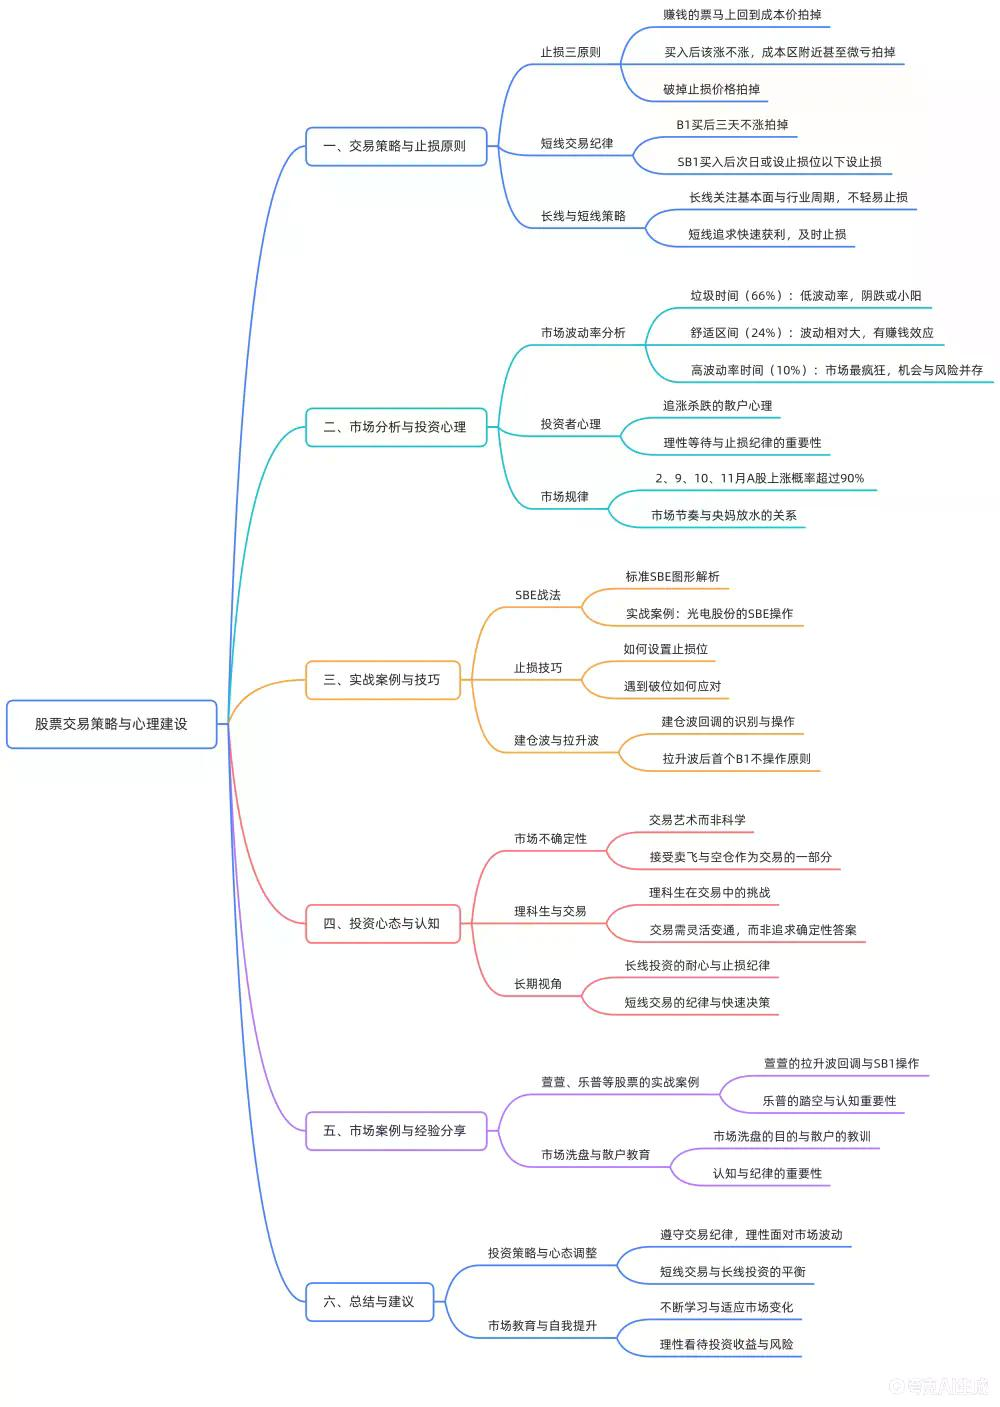 股票交易策略与心理建设
一、交易策略与止损原则
止损三原则
赚钱的票马上回到成本价拍掉
买入后该涨不涨，成本区附近甚至微亏拍掉
破掉止损价格拍掉
短线交易纪律
B1买后三天不涨拍掉
SB1买入后次日或设止损位以下设止损
长线与短线策略
长线关注基本面与行业周期，不轻易止损
短线追求快速获利，及时止损
二、市场分析与投资心理
市场波动率分析
垃圾时间（66%）：低波动率，阴跌或小阳
舒适区间（24%）：波动相对大，有赚钱效应
高波动率时间（10%）：市场最疯狂，机会与风险并存
投资者心理
追涨杀跌的散户心理
理性等待与止损纪律的重要性
市场规律
2、9、10、11月A股上涨概率超过90%
市场节奏与央妈放水的关系
三、实战案例与技巧
SBE战法
标准SBE图形解析
实战案例：光电股份的SBE操作
止损技巧
如何设置止损位
遇到破位如何应对
建仓波与拉升波
建仓波回调的识别与操作
拉升波后首个B1不操作原则
四、投资心态与认知
市场不确定性
交易艺术而非科学
接受卖飞与空仓作为交易的一部分
理科生与交易
理科生在交易中的挑战
交易需灵活变通，而非追求确定性答案
长期视角
长线投资的耐心与止损纪律
短线交易的纪律与快速决策
五、市场案例与经验分享
萱萱、乐普等股票的实战案例
萱萱的拉升波回调与SB1操作
乐普的踏空与认知重要性
市场洗盘与散户教育
市场洗盘的目的与散户的教训
认知与纪律的重要性
六、总结与建议
投资策略与心态调整
遵守交易纪律，理性面对市场波动
短线交易与长线投资的平衡
市场教育与自我提升
不断学习与适应市场变化
理性看待投资收益与风险
夸克AI生成